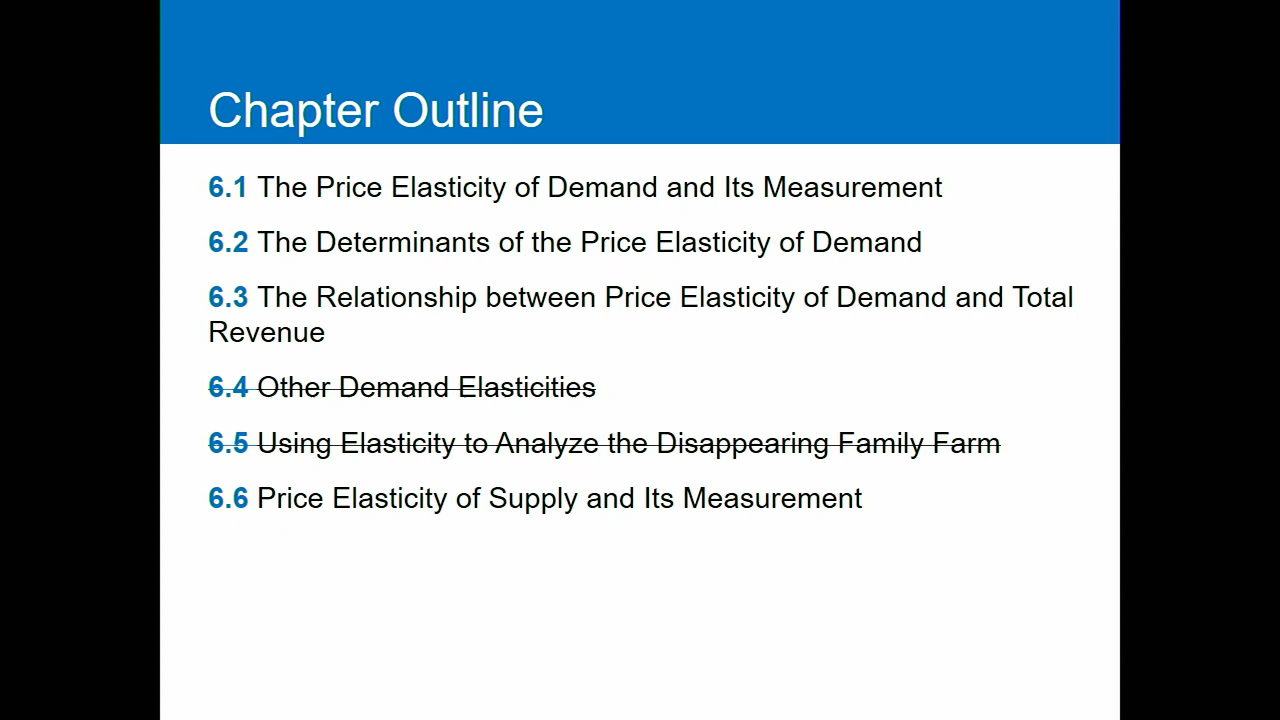 Chapter Outline
6.1 The Price Elasticity of Demand and Its Measurement
6.2 The Determinants of the Price Elasticity of Demand
6.3 The Relationship between Price Elasticity of Demand and Total
Revenue
6.4 Other Demand Elasticities
6.5 Using Elasticity to Analyze the Disappearing Family Farm
6.6 Price Elasticity of Supply and Its Measurement